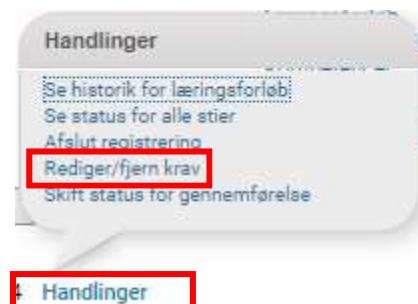 Handlinger
Se historik for læringsforløb
Se status for alle stier
Afslut registrering
Rediger/fjern krav
Skift status for gennemførelse
Handlinger